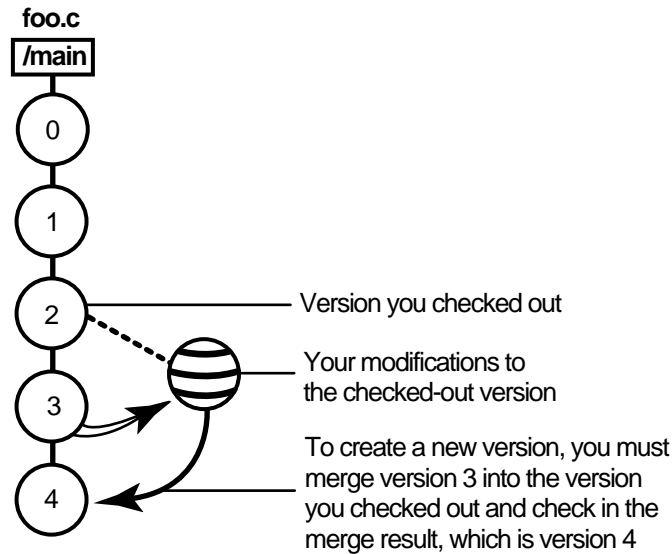 foo.c
/main
0
1
2
Version you checked out
Your modifications to
the checked-out version
3
To create a new version, you must
merge version 3 into the version
you checked out and check in the
merge result, which is version 4
4